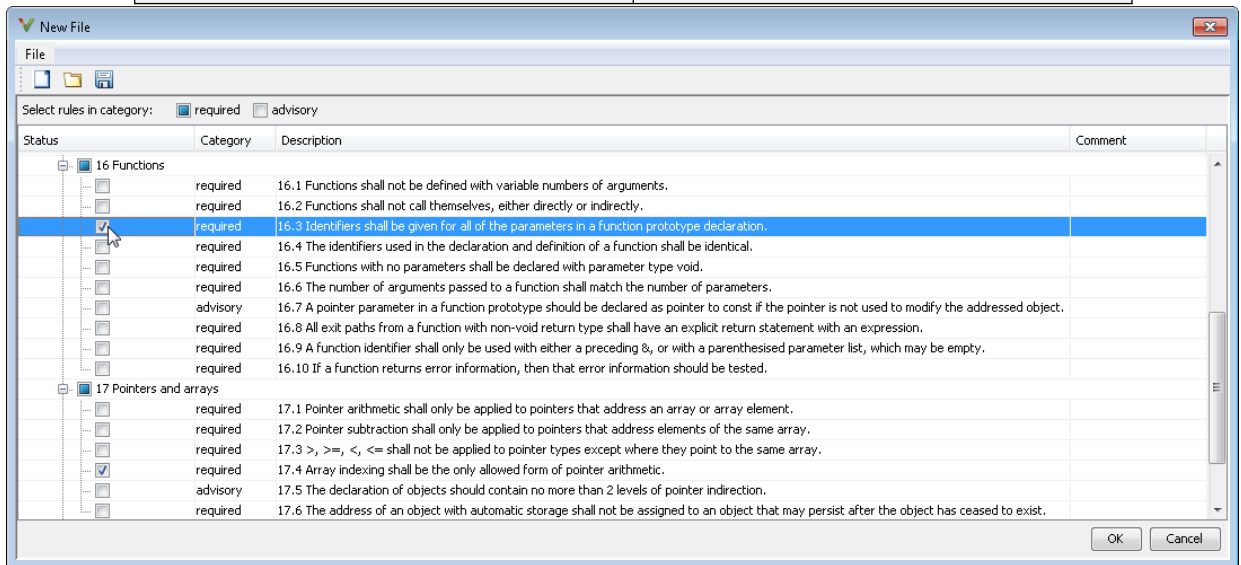 New File
File
Select rules in category: required advisory
Status Category Description Comment
16 Functions
required 16.1 Functions shall not be defined with variable numbers of arguments.
required 16.2 Functions shall not call themselves, either directly or indirectly.
required 16.3 Identifiers shall be given for all of the parameters in a function prototype declaration.
required 16.4 The identifiers used in the declaration and definition of a function shall be identical.
required 16.5 Functions with no parameters shall be declared with parameter type void.
required 16.6 The number of arguments passed to a function shall match the number of parameters.
advisory 16.7 A pointer parameter in a function prototype should be declared as pointer to const if the pointer is not used to modify the addressed object.
required 16.8 All exit paths from a function with non-void return type shall have an explicit return statement with an expression.
required 16.9 A function identifier shall only be used with either a preceding &, or with a parenthesised parameter list, which may be empty.
required 16.10 If a function returns error information, then that error information should be tested.
17 Pointers and arrays
required 17.1 Pointer arithmetic shall only be applied to pointers that address an array or array element.
required 17.2 Pointer subtraction shall only be applied to pointers that address elements of the same array.
required 17.3 >, >=, <, <= shall not be applied to pointer types except where they point to the same array.
required 17.4 Array indexing shall be the only allowed form of pointer arithmetic.
advisory 17.5 The declaration of objects should contain no more than 2 levels of pointer indirection.
required 17.6 The address of an object with automatic storage shall not be assigned to an object that may persist after the object has ceased to exist.
OK Cancel